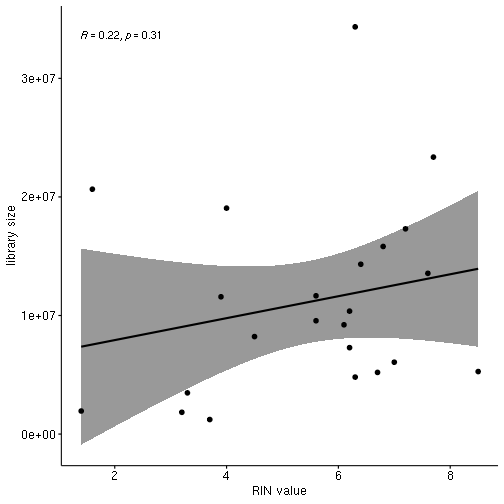 R = 0.22, p = 0.31
3e+07
2e+07
1e+07
0e+00
library size
2 4 6 8
RIN value